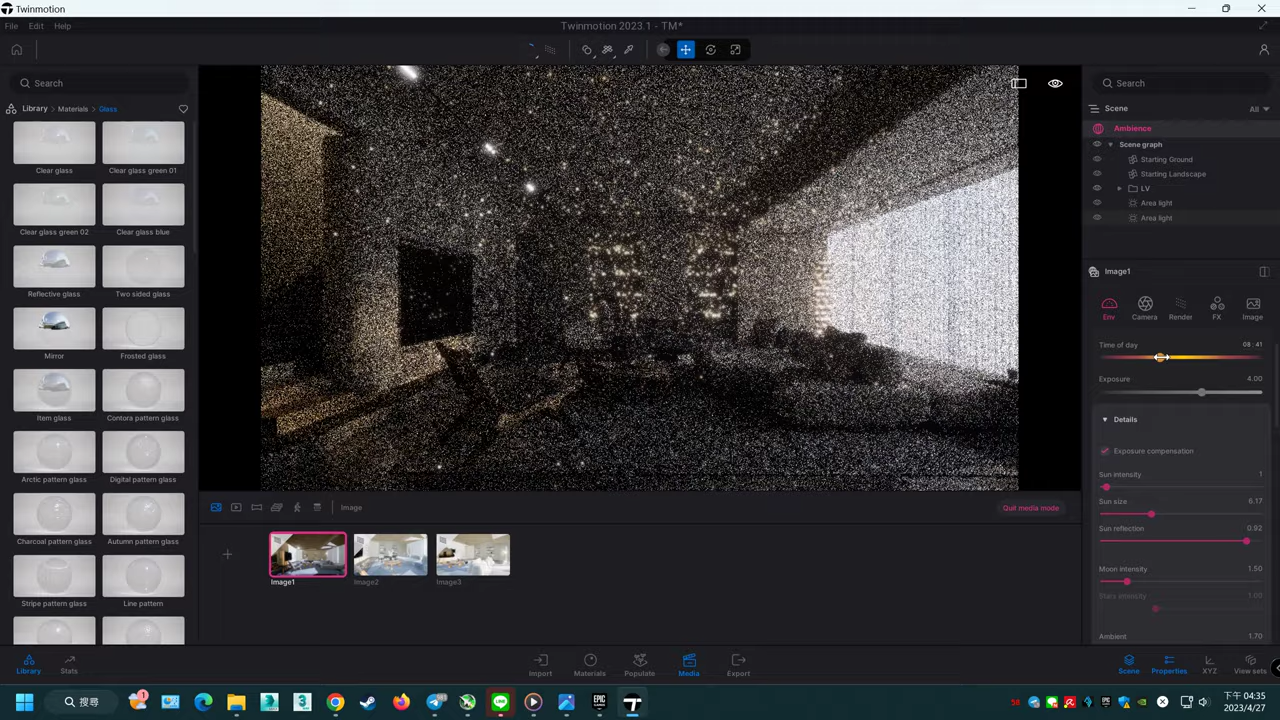 Twinmotion
File Edit Help
Twinmotion 2023.1 - TM*
Search
Library > Materials > Glass
Clear glass
Clear glass green 01
Clear glass green 02
Clear glass blue
Reflective glass
Two sided glass
Mirror
Frosted glass
Item glass
Contora pattern glass
Arctic pattern glass
Digital pattern glass
Charcoal pattern glass
Autumn pattern glass
Stripe pattern glass
Line pattern
Image
Quit media mode
Image1
Image2
Image3
Search
Scene
All
Ambience
Scene graph
Starting Ground
Starting Landscape
LV
Area light
Area light
Image1
Env
Camera
Render
FX
Image
Time of day 08:41
Exposure 4.00
Details
Exposure compensation
Sun intensity 1
Sun size 6.17
Sun reflection 0.92
Moon intensity 1.50
Stars intensity 1.00
Ambient 1.70
Library
Stats
Import
Materials
Populate
Media
Export
Scene
Properties
XYZ
View sets
搜尋
下午 04:35
2023/4/27